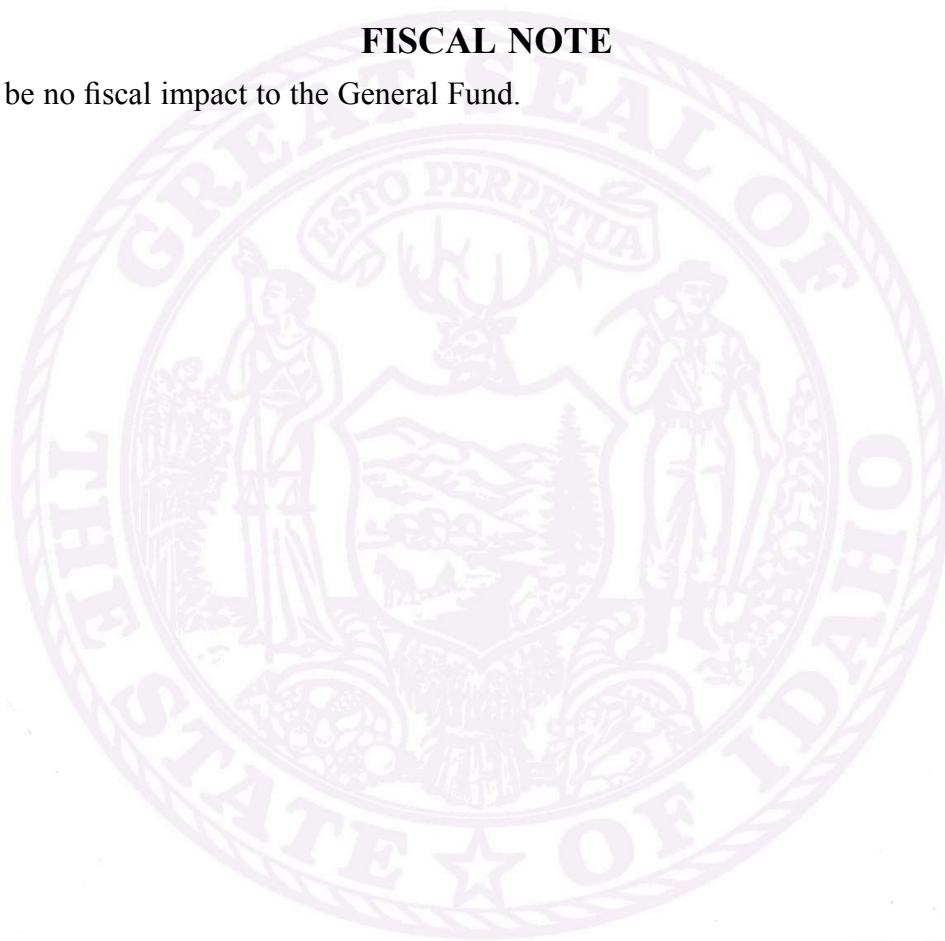 FISCAL NOTE
be no fiscal impact to the General Fund.
GREAT SEAL OF
ESTO PERPETUA
THE STATE OF IDAHO